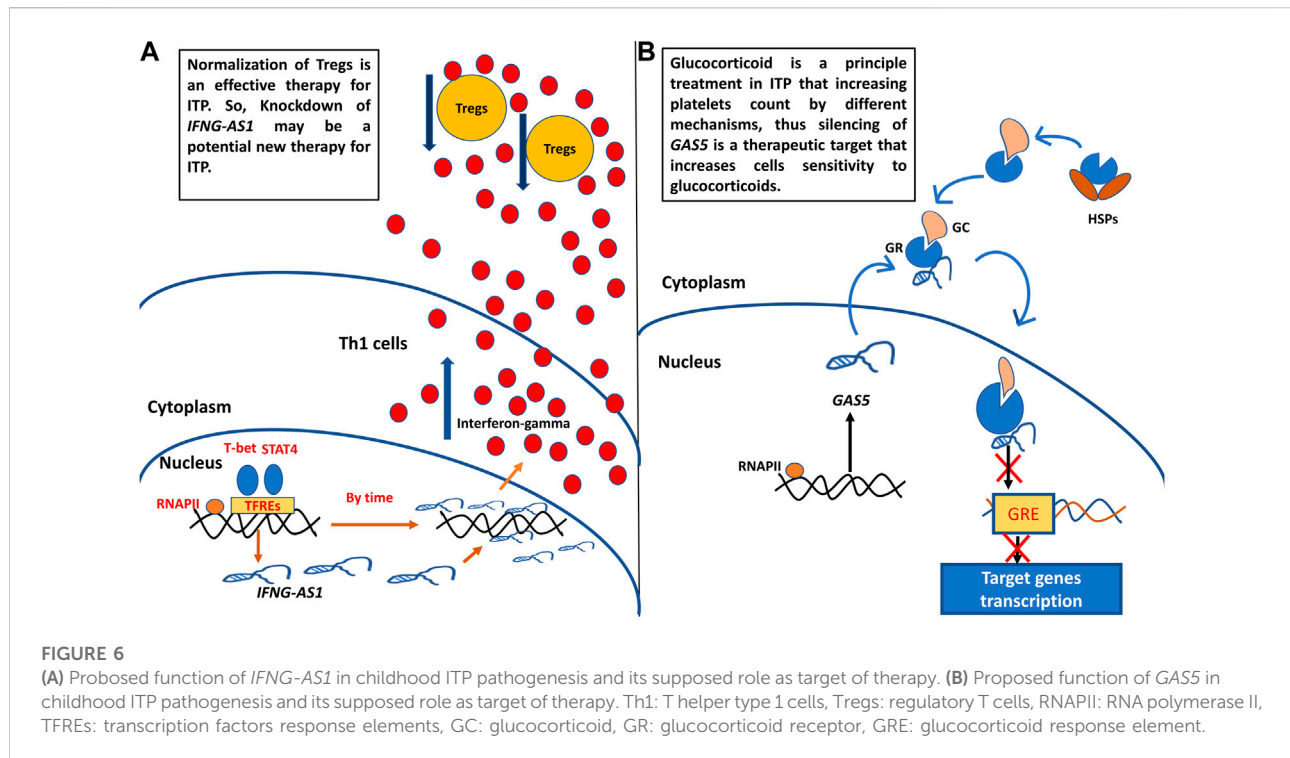 A
Normalization of Tregs is
an effective therapy for
ITP. So, Knockdown of
IFNG-AS1 may be a
potential new therapy for
ITP.
Tregs
Tregs
Th1 cells
Cytoplasm
Interferon-gamma
Nucleus
T-bet STAT4
RNAPII
TFREs
By time
IFNG-AS1
B
Glucocorticoid is a principle
treatment in ITP that increasing
platelets count by different
mechanisms, thus silencing of
GAS5 is a therapeutic target that
increases cells sensitivity to
glucocorticoids.
HSPs
GC
GR
Cytoplasm
Nucleus
GAS5
RNAPII
GRE
Target genes
transcription
FIGURE 6
(A) Probosed function of IFNG-AS1 in childhood ITP pathogenesis and its supposed role as target of therapy. (B) Proposed function of GAS5 in
childhood ITP pathogenesis and its supposed role as target of therapy. Th1: T helper type 1 cells, Tregs: regulatory T cells, RNAPII: RNA polymerase II,
TFREs: transcription factors response elements, GC: glucocorticoid, GR: glucocorticoid receptor, GRE: glucocorticoid response element.